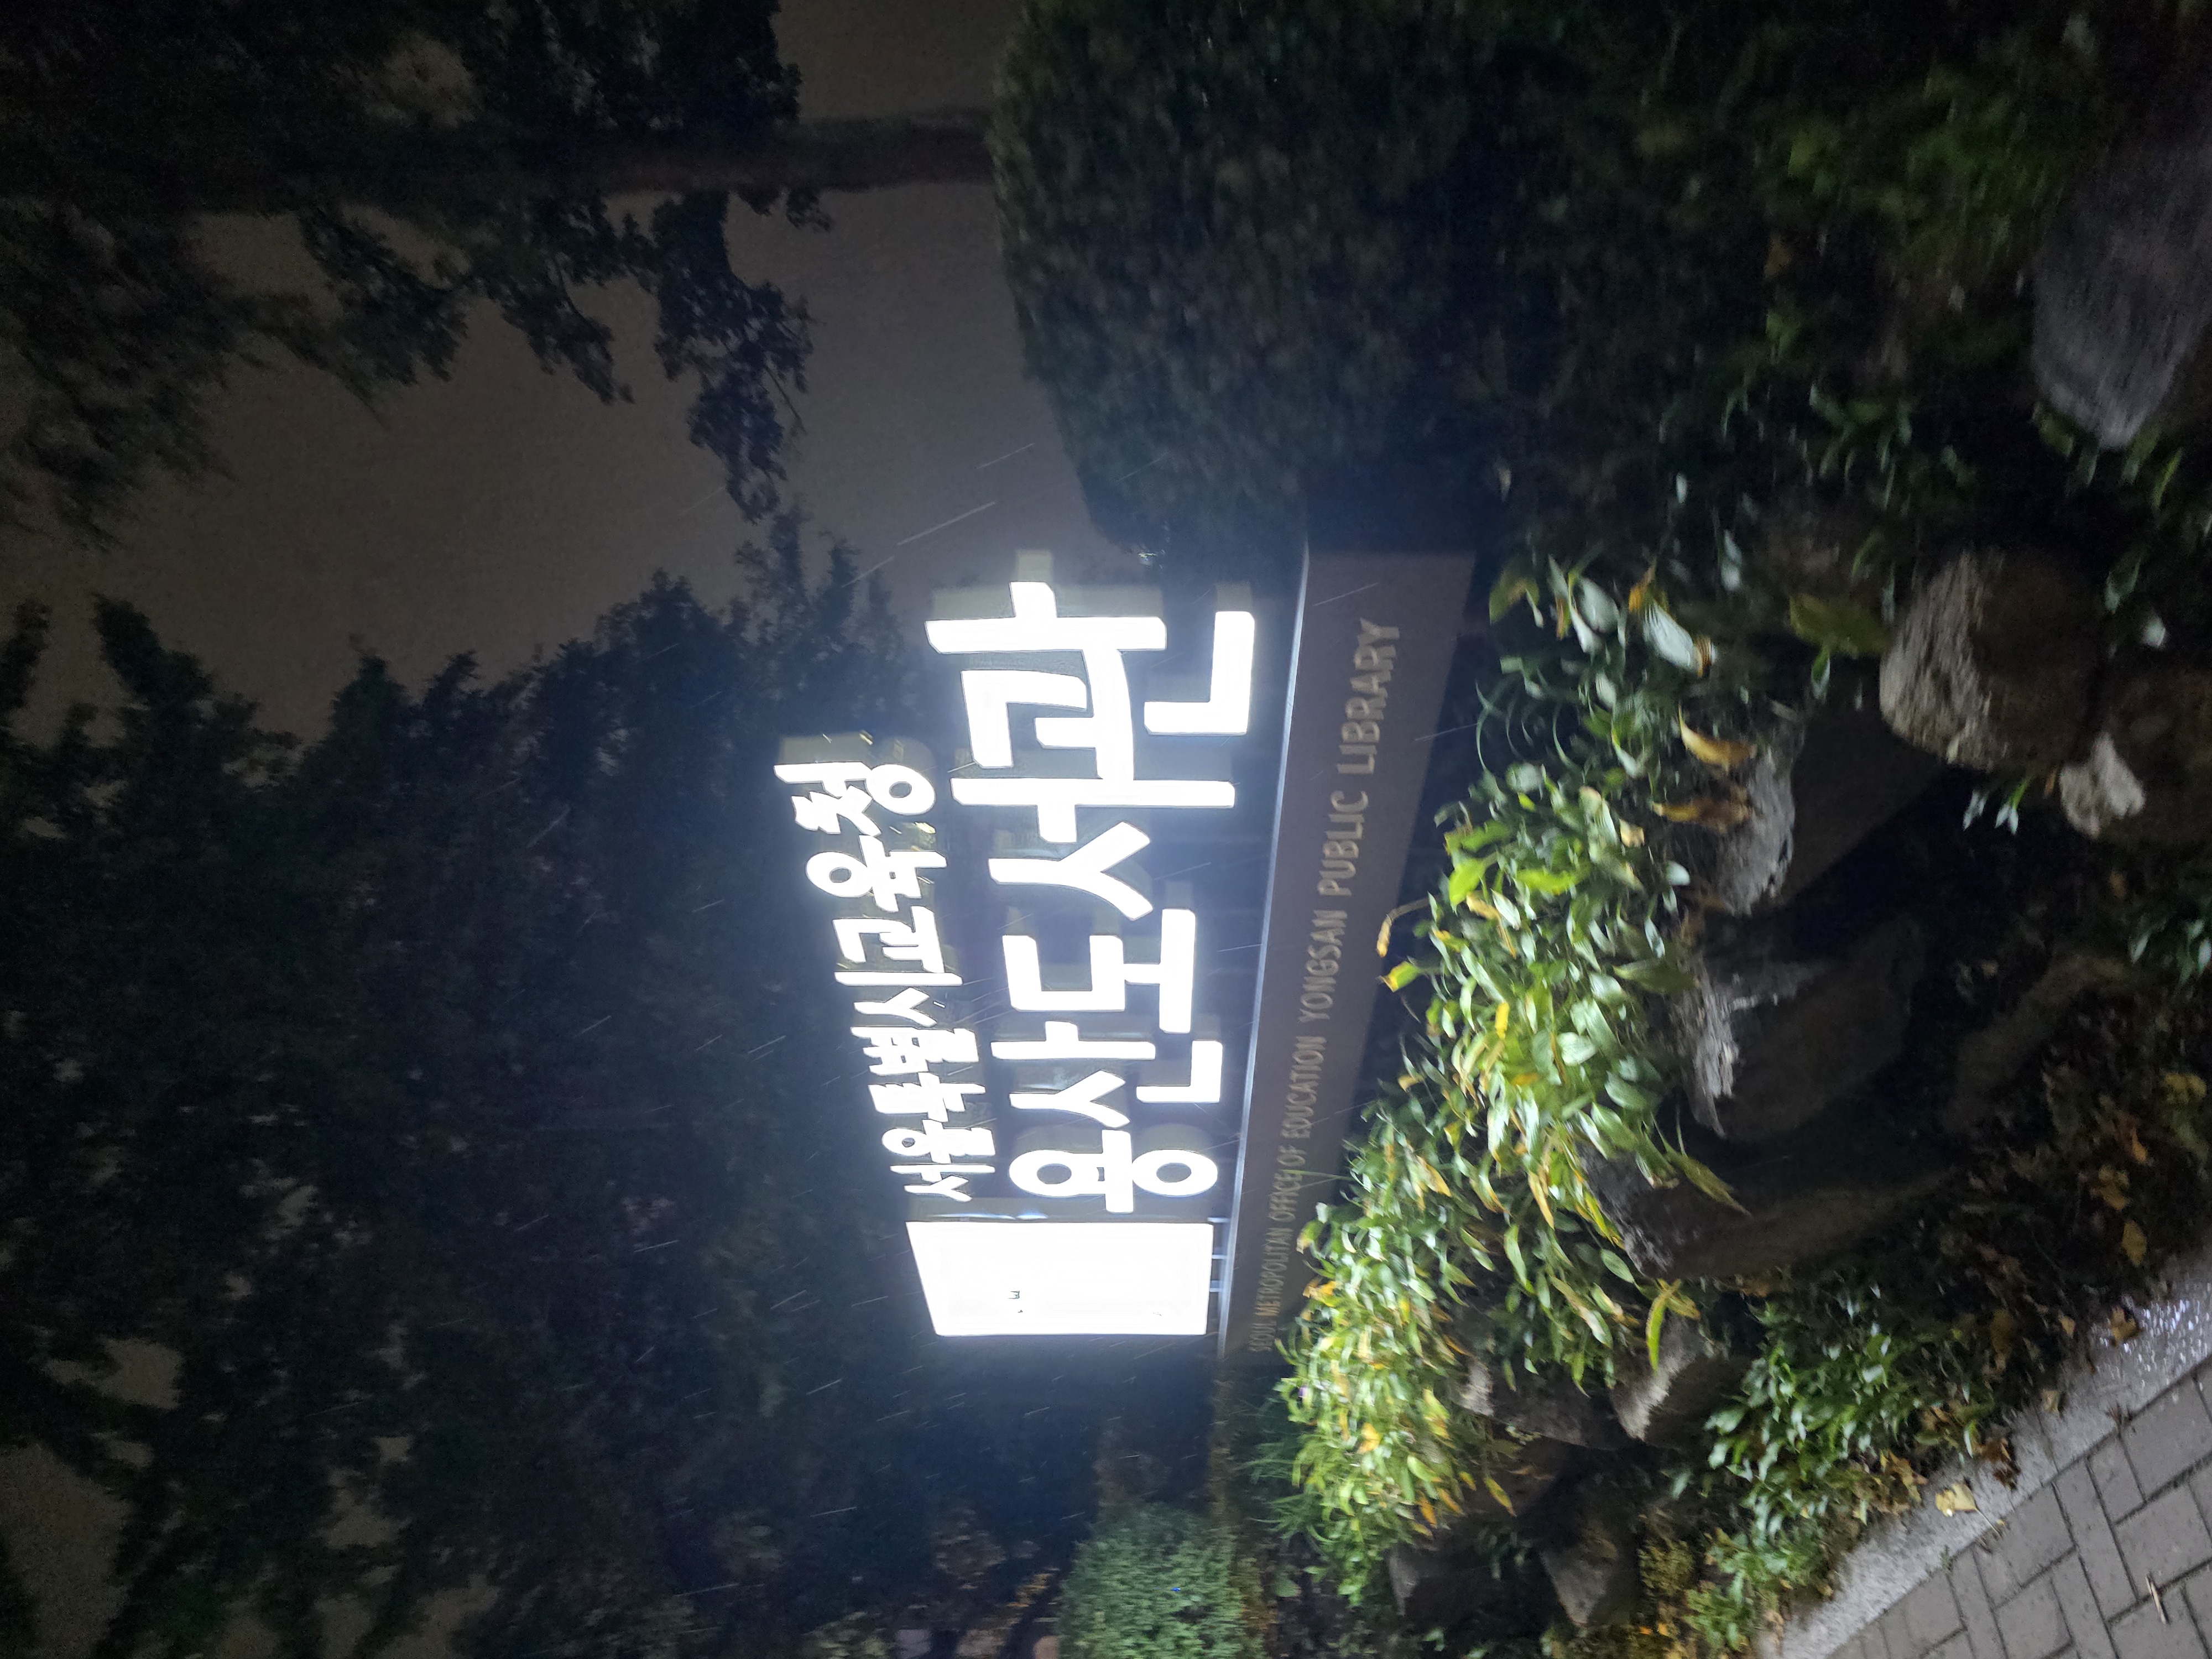 서울특별시교육청
용산도서관
SEOUL METROPOLITAN OFFICE OF EDUCATION YONGSAN PUBLIC LIBRARY